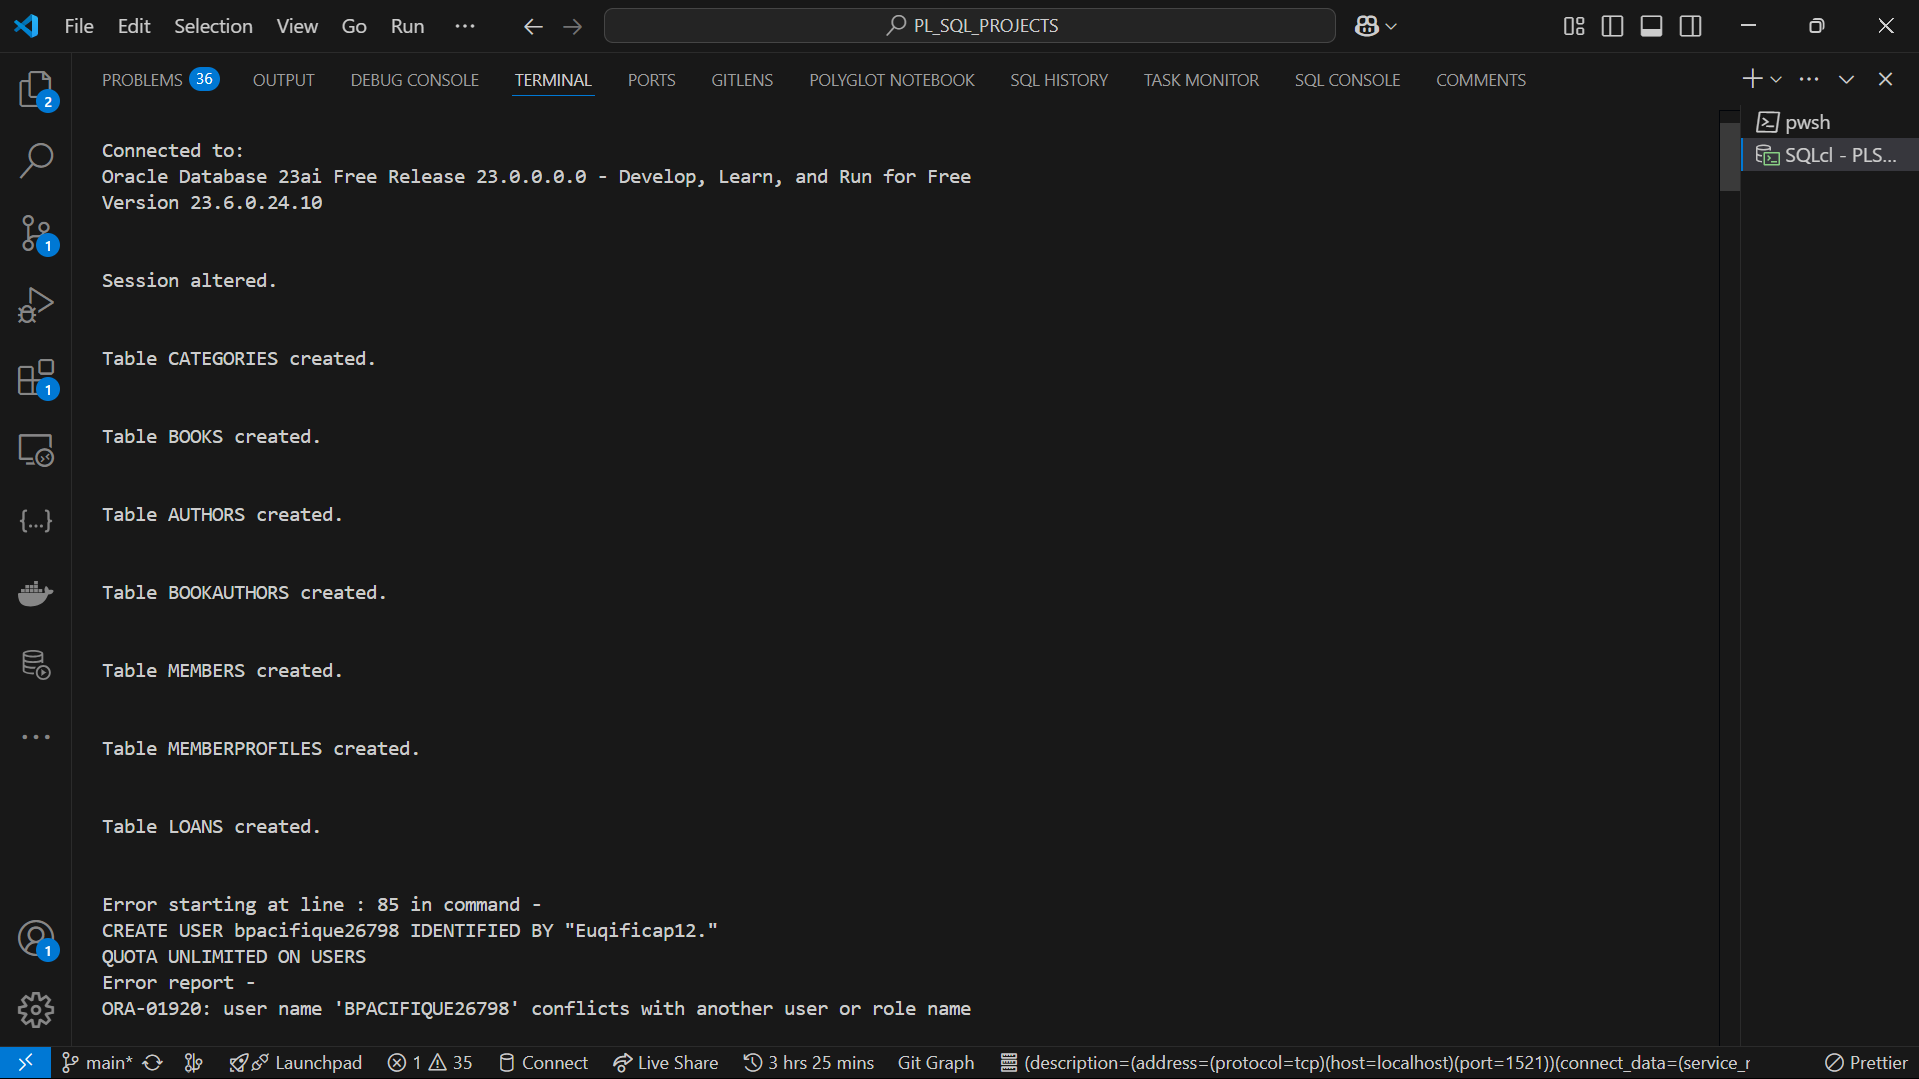 File Edit Selection View Go Run ··· PL_SQL_PROJECTS
PROBLEMS 36 OUTPUT DEBUG CONSOLE TERMINAL PORTS GITLENS POLYGLOT NOTEBOOK SQL HISTORY TASK MONITOR SQL CONSOLE COMMENTS
pwsh
SQLcl - PLS...
2
1
1
1
Connected to:
Oracle Database 23ai Free Release 23.0.0.0.0 - Develop, Learn, and Run for Free
Version 23.6.0.24.10
Session altered.
Table CATEGORIES created.
Table BOOKS created.
Table AUTHORS created.
Table BOOKAUTHORS created.
Table MEMBERS created.
Table MEMBERPROFILES created.
Table LOANS created.
Error starting at line : 85 in command -
CREATE USER bpacifique26798 IDENTIFIED BY "Euqificap12."
QUOTA UNLIMITED ON USERS
Error report -
ORA-01920: user name 'BPACIFIQUE26798' conflicts with another user or role name
main* Launchpad 1 35 Connect Live Share 3 hrs 25 mins Git Graph (description=(address=(protocol=tcp)(host=localhost)(port=1521))(connect_data=(service_r Prettier